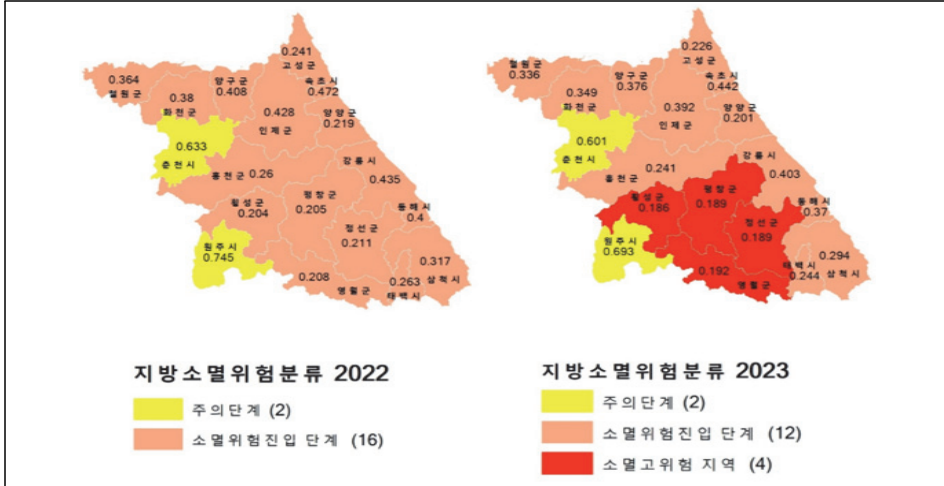 0.241
고성군
속초시
0.472
0.364
철원군
0.38
화천군
양구군
0.408
0.428
인제군
양양군
0.219
0.633
춘천시
홍천군 0.26
강릉시
0.435
횡성군
0.204
평창군
0.205
정선군
0.211
동해시
0.4
원주시
0.745
0.208
영월군
0.263
태백시
0.317
삼척시
지방소멸위험분류 2022
주의단계 (2)
소멸위험진입 단계 (16)
0.226
고성군
속초시
0.442
철원군
0.336
0.349
화천군
양구군
0.376
0.392
인제군
양양군
0.201
0.601
춘천시
0.241
홍천군
강릉시
0.403
횡성군
0.186
평창군
0.189
정선군
0.189
동해시
0.37
원주시
0.693
0.192
영월군
태백시
0.244
0.294
삼척시
지방소멸위험분류 2023
주의단계 (2)
소멸위험진입 단계 (12)
소멸고위험 지역 (4)